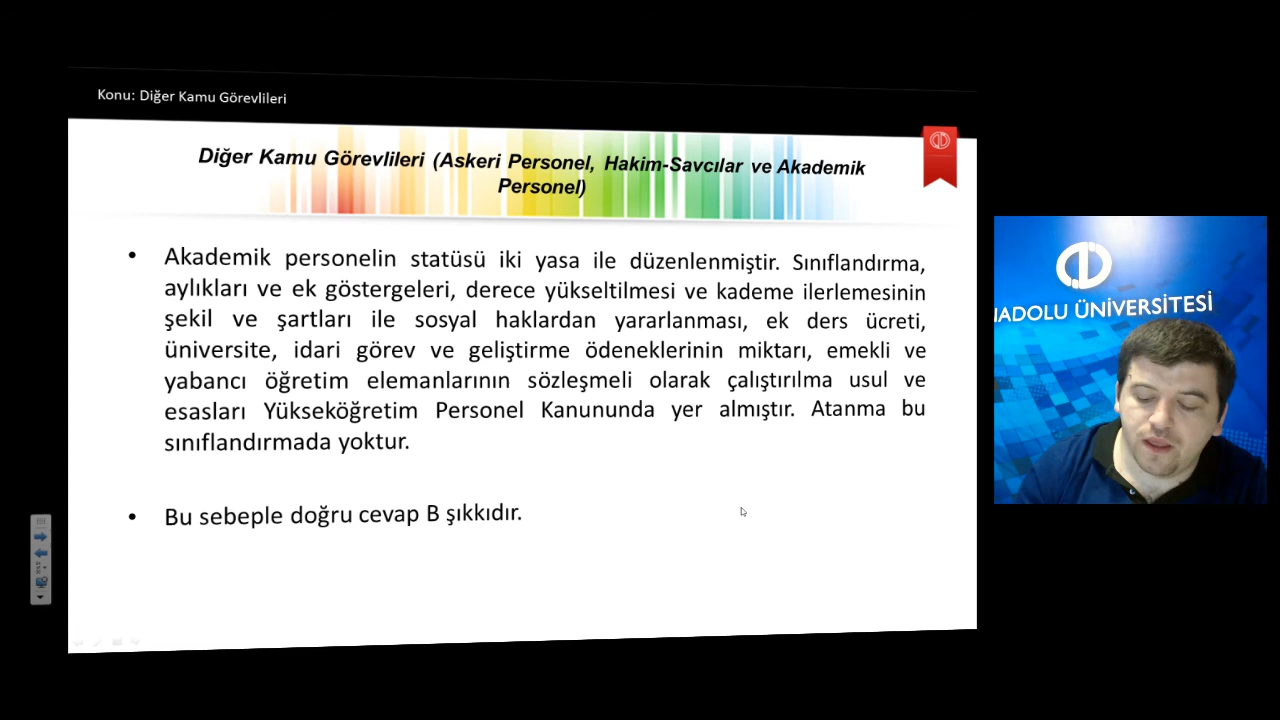 Konu: Diğer Kamu Görevlileri
Diğer Kamu Görevlileri (Askeri Personel, Hakim-Savcılar ve Akademik
Personel)
• Akademik personelin statüsü iki yasa ile düzenlenmiştir. Sınıflandırma,
aylıkları ve ek göstergeleri, derece yükseltilmesi ve kademe ilerlemesinin
şekil ve şartları ile sosyal haklardan yararlanması, ek ders ücreti,
üniversite, idari görev ve geliştirme ödeneklerinin miktarı, emekli ve
yabancı öğretim elemanlarının sözleşmeli olarak çalıştırılma usul ve
esasları Yükseköğretim Personel Kanununda yer almıştır. Atanma bu
sınıflandırmada yoktur.
• Bu sebeple doğru cevap B şıkkıdır.
NADOLU ÜNİVERSİTESİ